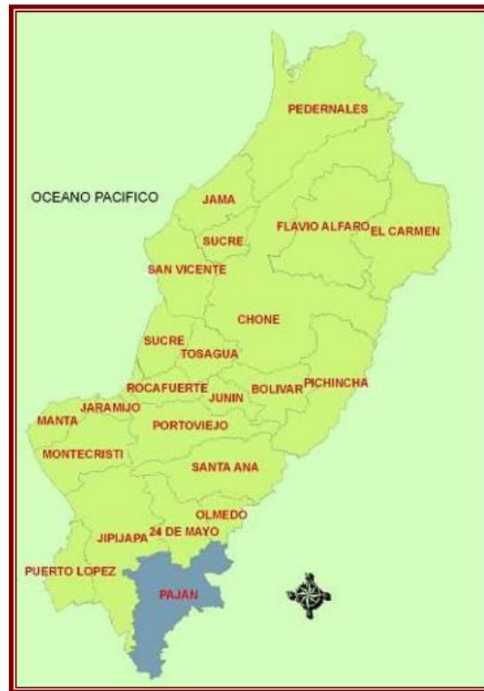 PEDERNALES
OCEANO PACIFICO
JAMA
FLAVIO ALFARO
EL CARMEN
SUCRE
SAN VICENTE
CHONE
SUCRE
TOSAGUA
ROCAFUERTE
BOLIVAR
PICHINCHA
JUNIN
JARAMIJO
MANTA
PORTOVIEJO
MONTECRISTI
SANTA ANA
OLMEDO
24 DE MAYO
JIPIJAPA
PUERTO LOPEZ
PAJAN